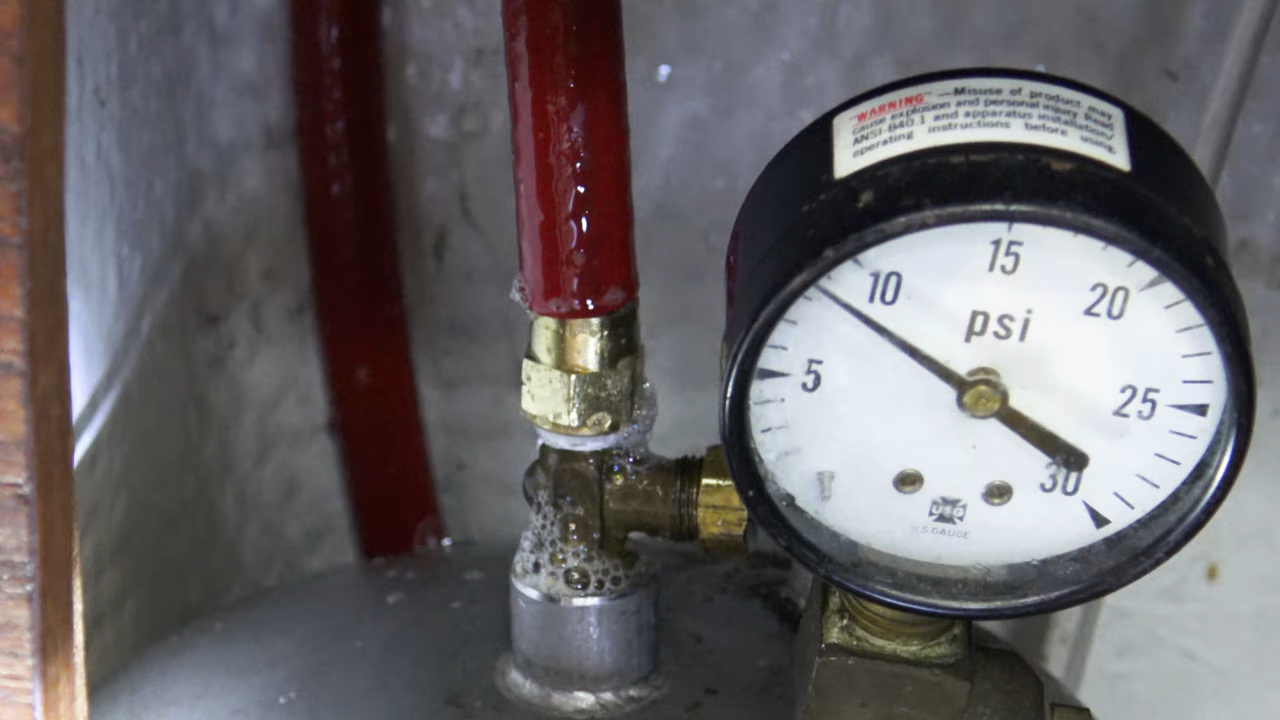 "WARNING" — Misuse of product may
cause explosion and personal injury. Read
ANSI-B40.1 and apparatus installation/
operating instructions before using.
15
10
20
psi
5
25
30
USG
U.S. GAUGE